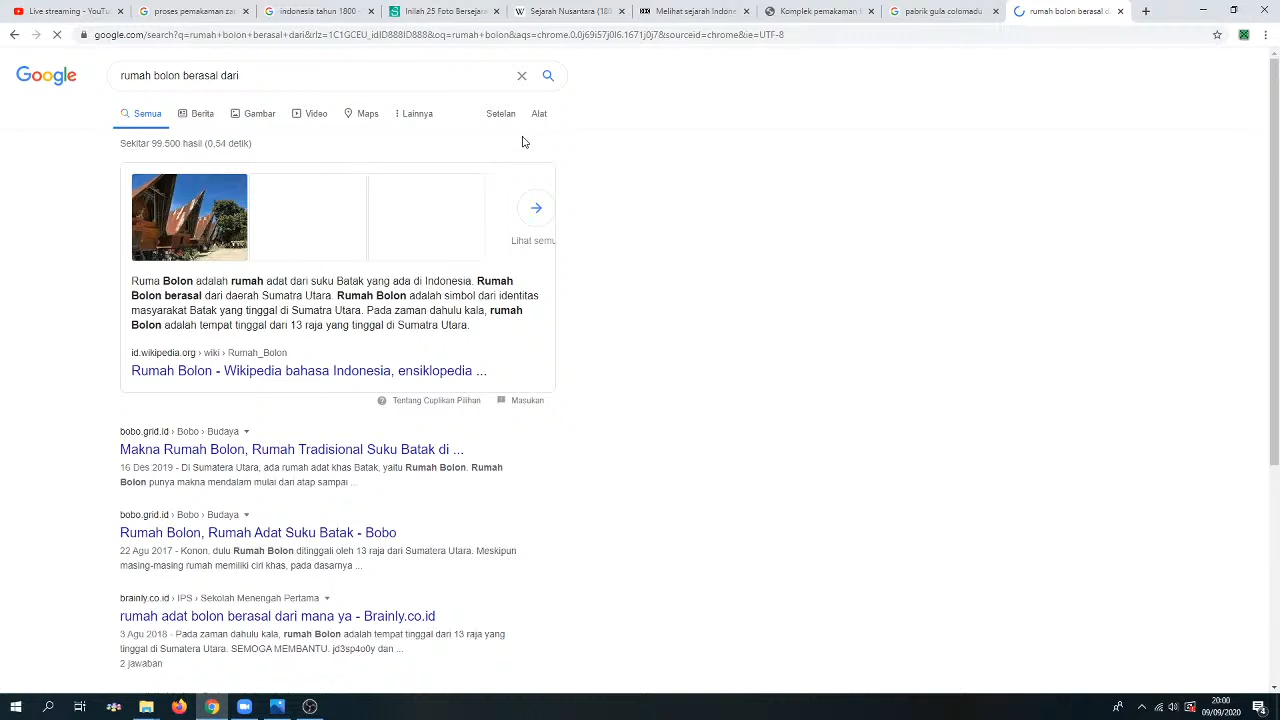 Live streaming - YouTu
proses pemakaman zar
indonesia tahun 1800 -
Inilah 25 Foto Bersejara
Sejarah Nusantara (180
Melihat sejarah Indone
Komplek pemakaman I
pabrik gula colomadu
rumah bolon berasal da
google.com/search?q=rumah+bolon+berasal+dari&rlz=1C1GCEU_idID888ID888&oq=rumah+bolon&aqs=chrome.0.0j69i57j0l6.1671j0j7&sourceid=chrome&ie=UTF-8
Google
rumah bolon berasal dari
Semua
Berita
Gambar
Video
Maps
Lainnya
Setelan
Alat
Sekitar 99.500 hasil (0,54 detik)
Lihat semu
Ruma Bolon adalah rumah adat dari suku Batak yang ada di Indonesia. Rumah
Bolon berasal dari daerah Sumatra Utara. Rumah Bolon adalah simbol dari identitas
masyarakat Batak yang tinggal di Sumatra Utara. Pada zaman dahulu kala, rumah
Bolon adalah tempat tinggal dari 13 raja yang tinggal di Sumatra Utara.
id.wikipedia.org › wiki › Rumah_Bolon
Rumah Bolon - Wikipedia bahasa Indonesia, ensiklopedia ...
Tentang Cuplikan Pilihan
Masukan
bobo.grid.id › Bobo › Budaya
Makna Rumah Bolon, Rumah Tradisional Suku Batak di ...
16 Des 2019 - Di Sumatera Utara, ada rumah adat khas Batak, yaitu Rumah Bolon. Rumah
Bolon punya makna mendalam mulai dari atap sampai ...
bobo.grid.id › Bobo › Budaya
Rumah Bolon, Rumah Adat Suku Batak - Bobo
22 Agu 2017 - Konon, dulu Rumah Bolon ditinggali oleh 13 raja dari Sumatera Utara. Meskipun
masing-masing rumah memiliki ciri khas, pada dasarnya ...
brainly.co.id › IPS › Sekolah Menengah Pertama
rumah adat bolon berasal dari mana ya - Brainly.co.id
3 Agu 2018 - Pada zaman dahulu kala, rumah Bolon adalah tempat tinggal dari 13 raja yang
tinggal di Sumatra Utara. SEMOGA MEMBANTU. jd3sp4o0y dan ...
2 jawaban
20:00
09/09/2020